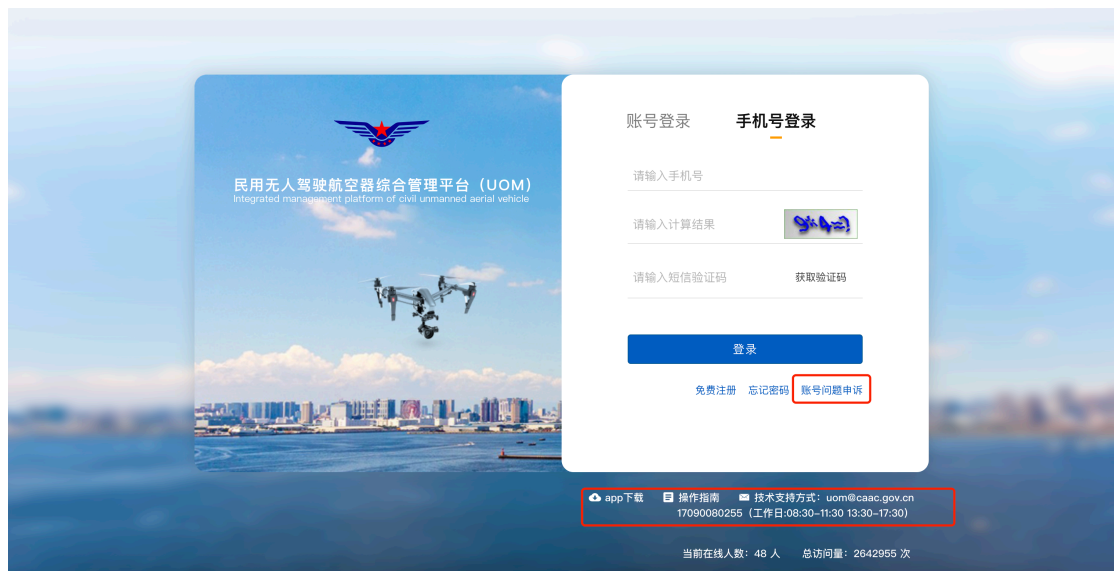 民用无人驾驶航空器综合管理平台（UOM）
Integrated management platform of civil unmanned aerial vehicle
账号登录 手机号登录
请输入手机号
请输入计算结果
请输入短信验证码 获取验证码
登录
免费注册 忘记密码 账号问题申诉
app下载 操作指南 技术支持方式：uom@caac.gov.cn
17090080255（工作日:08:30-11:30 13:30-17:30）
当前在线人数：48 人 总访问量：2642955 次